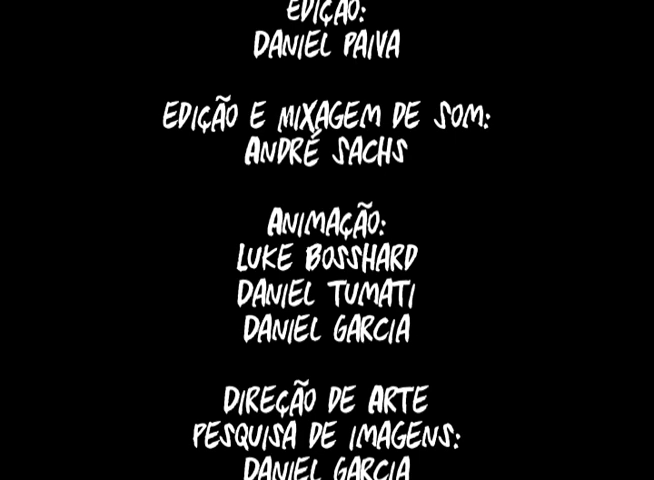 EDIÇÃO:
DANIEL PAIVA
EDIÇÃO E MIXAGEM DE SOM:
ANDRÉ SACHS
ANIMAÇÃO:
LUKE BOSSHARD
DANIEL TUMATI
DANIEL GARCIA
DIREÇÃO DE ARTE
PESQUISA DE IMAGENS:
DANIEL GARCIA